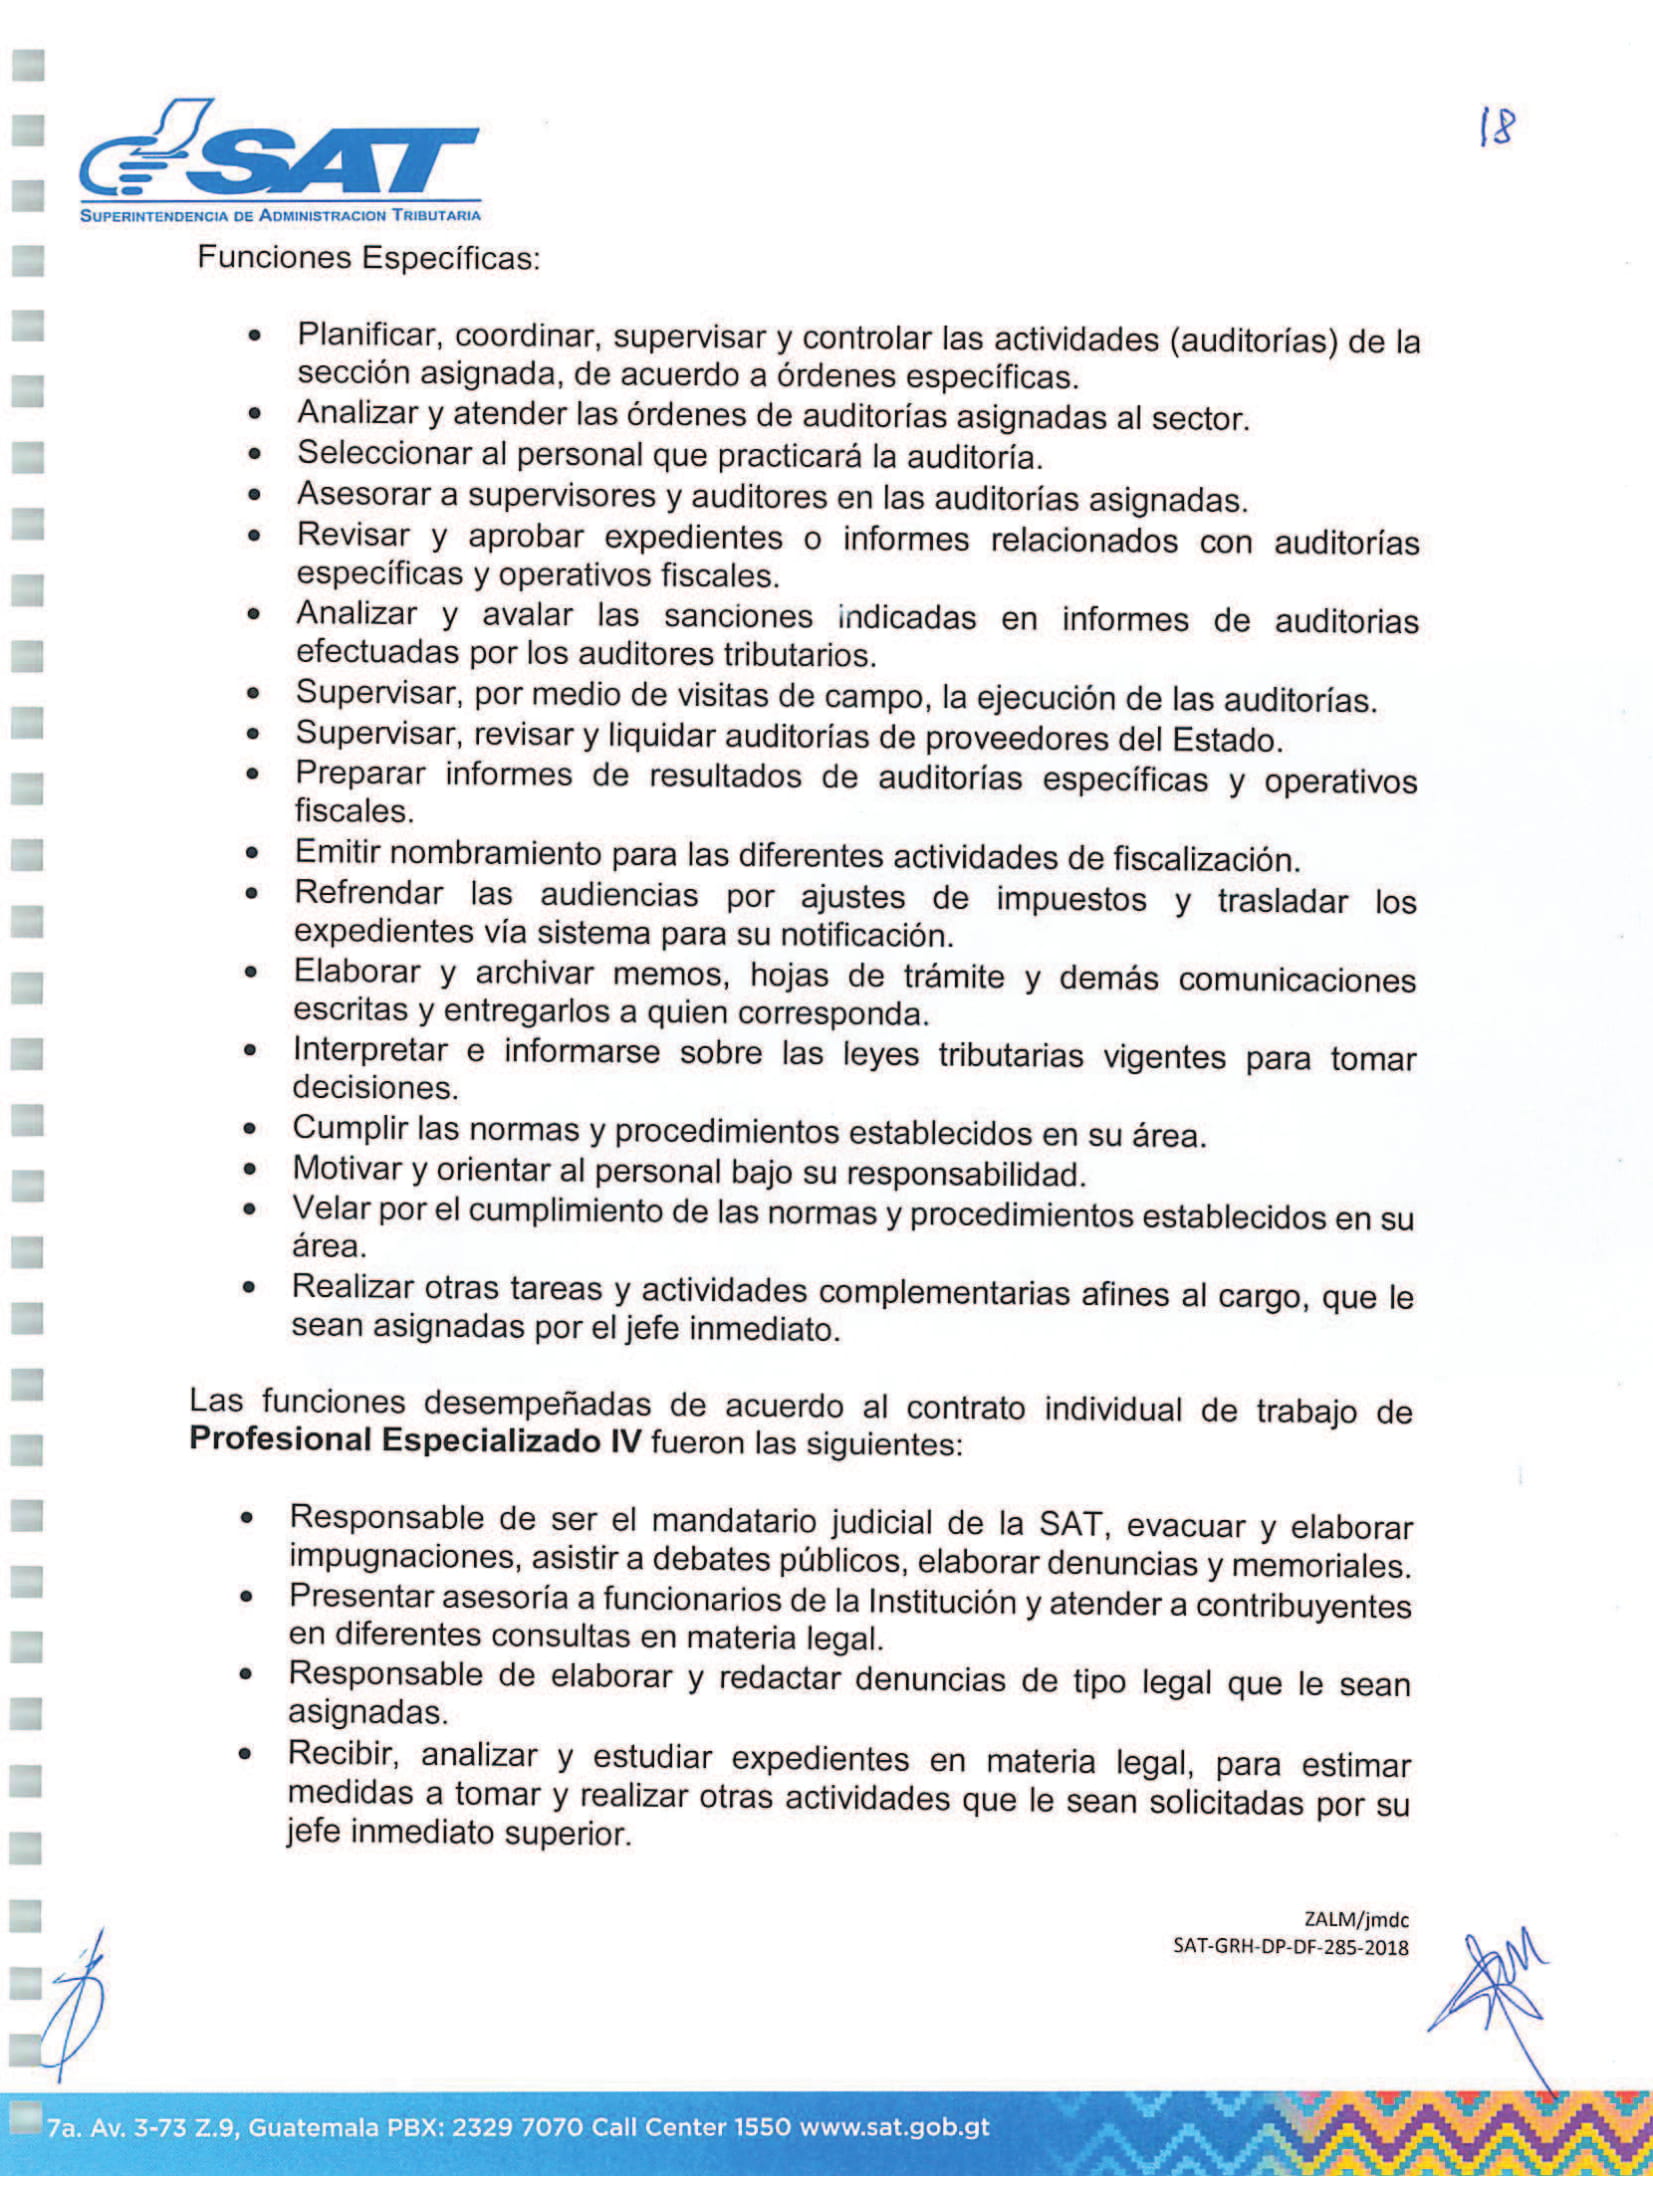 18
SAT
SUPERINTENDENCIA DE ADMINISTRACION TRIBUTARIA
Funciones Específicas:
• Planificar, coordinar, supervisar y controlar las actividades (auditorías) de la
sección asignada, de acuerdo a órdenes específicas.
• Analizar y atender las órdenes de auditorías asignadas al sector.
• Seleccionar al personal que practicará la auditoría.
• Asesorar a supervisores y auditores en las auditorías asignadas.
• Revisar y aprobar expedientes o informes relacionados con auditorías
específicas y operativos fiscales.
• Analizar y avalar las sanciones indicadas en informes de auditorias
efectuadas por los auditores tributarios.
• Supervisar, por medio de visitas de campo, la ejecución de las auditorías.
• Supervisar, revisar y liquidar auditorías de proveedores del Estado.
• Preparar informes de resultados de auditorías específicas y operativos
fiscales.
• Emitir nombramiento para las diferentes actividades de fiscalización.
• Refrendar las audiencias por ajustes de impuestos y trasladar los
expedientes vía sistema para su notificación.
• Elaborar y archivar memos, hojas de trámite y demás comunicaciones
escritas y entregarlos a quien corresponda.
• Interpretar e informarse sobre las leyes tributarias vigentes para tomar
decisiones.
• Cumplir las normas y procedimientos establecidos en su área.
• Motivar y orientar al personal bajo su responsabilidad.
• Velar por el cumplimiento de las normas y procedimientos establecidos en su
área.
• Realizar otras tareas y actividades complementarias afines al cargo, que le
sean asignadas por el jefe inmediato.
Las funciones desempeñadas de acuerdo al contrato individual de trabajo de
Profesional Especializado IV fueron las siguientes:
• Responsable de ser el mandatario judicial de la SAT, evacuar y elaborar
impugnaciones, asistir a debates públicos, elaborar denuncias y memoriales.
• Presentar asesoría a funcionarios de la Institución y atender a contribuyentes
en diferentes consultas en materia legal.
• Responsable de elaborar y redactar denuncias de tipo legal que le sean
asignadas.
• Recibir, analizar y estudiar expedientes en materia legal, para estimar
medidas a tomar y realizar otras actividades que le sean solicitadas por su
jefe inmediato superior.
ZALM/jmdc
SAT-GRH-DP-DF-285-2018
7a. Av. 3-73 Z.9, Guatemala PBX: 2329 7070 Call Center 1550 www.sat.gob.gt